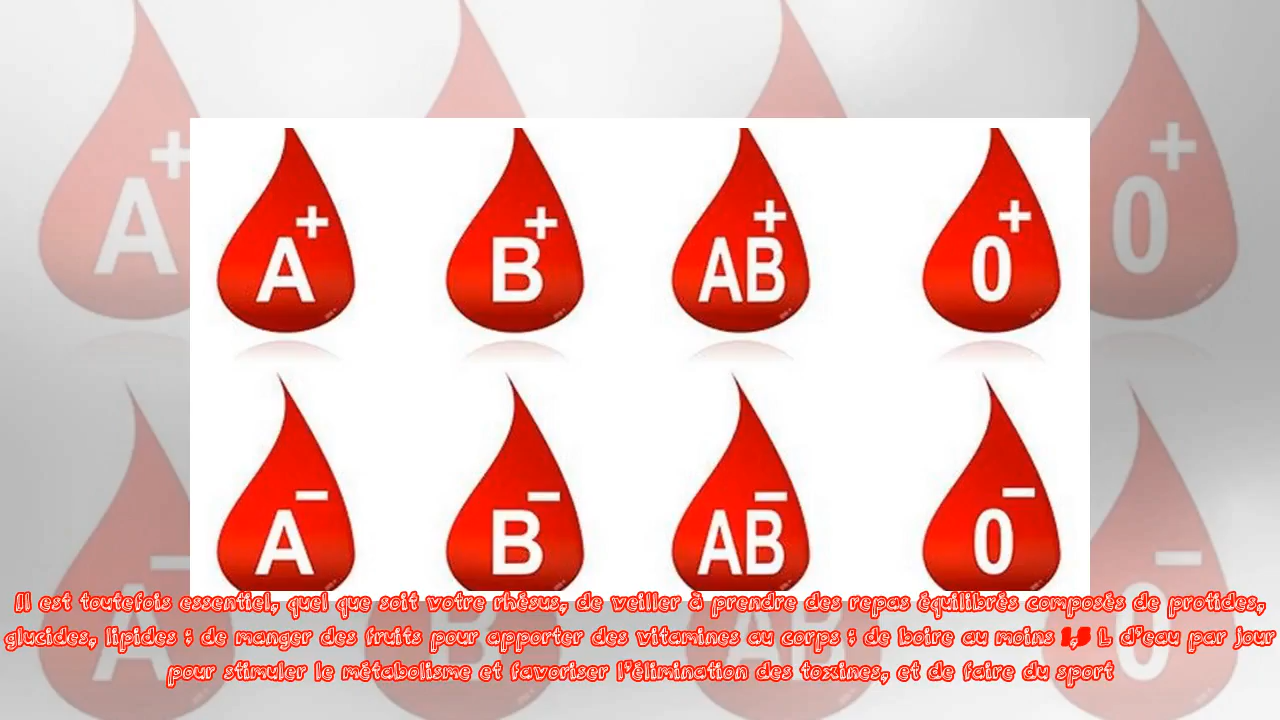 A+ B+ AB+ 0+
A− B− AB− 0−
Il est toutefois essentiel, quel que soit votre rhésus, de veiller à prendre des repas équilibrés composés de protides,
glucides, lipides ; de manger des fruits pour apporter des vitamines au corps ; de boire au moins 1,5 L d'eau par jour
pour stimuler le métabolisme et favoriser l'élimination des toxines, et de faire du sport